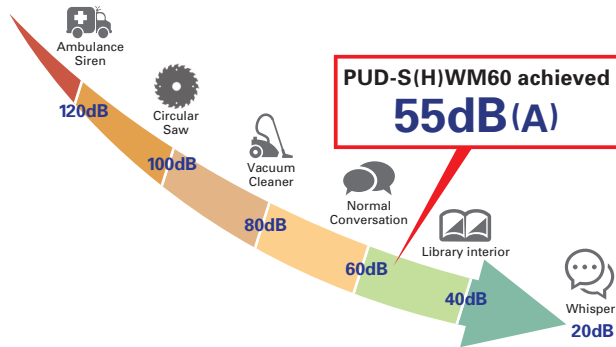 Ambulance
Siren
120dB
Circular
Saw
100dB
Vacuum
Cleaner
80dB
Normal
Conversation
60dB
PUD-S(H)WM60 achieved
55dB(A)
Library interior
40dB
Whisper
20dB